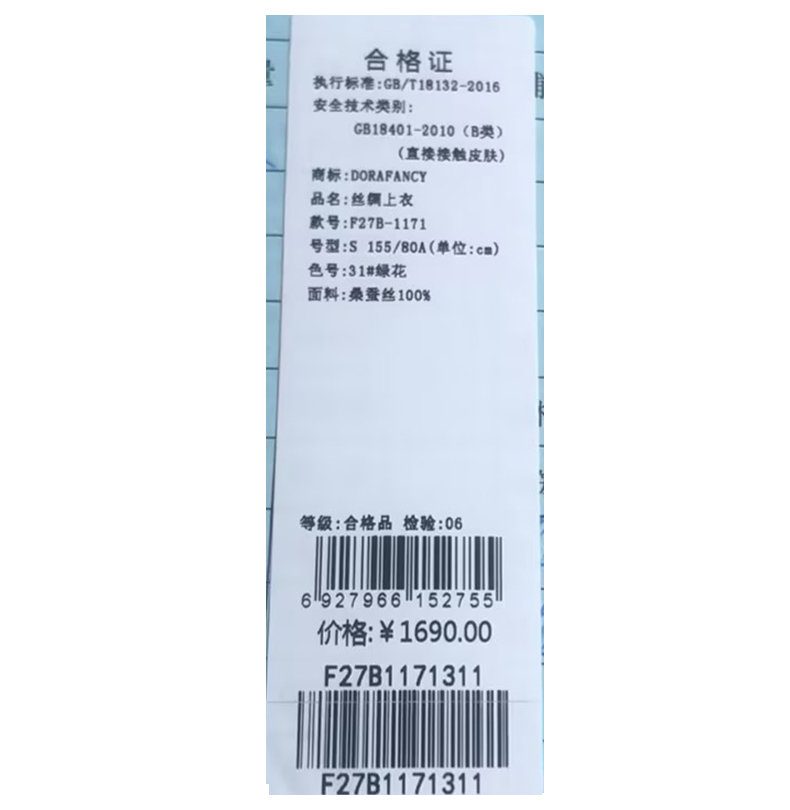 合格证
执行标准:GB/T18132-2016
安全技术类别:
GB18401-2010（B类）
(直接接触皮肤)
商标:DORAFANCY
品名:丝绸上衣
款号:F27B-1171
号型:S 155/80A(单位:cm)
色号:31#绿花
面料:桑蚕丝100%
等级:合格品 检验:06
6 927966 152755
价格:¥1690.00
F27B1171311
F27B1171311